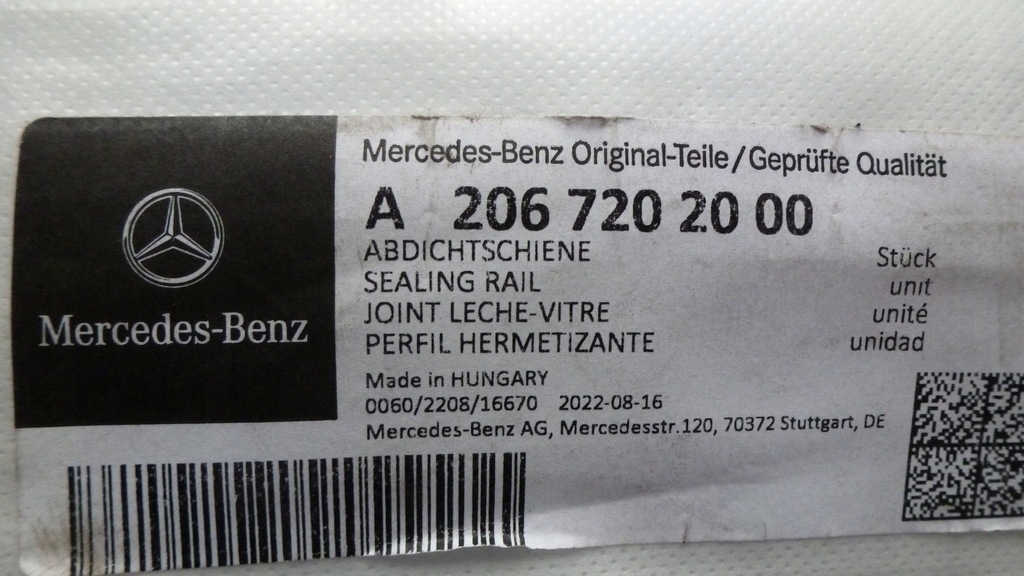 Mercedes-Benz
Mercedes-Benz Original-Teile/Geprüfte Qualität
A 206 720 20 00
ABDICHTSCHIENE Stück
SEALING RAIL unit
JOINT LECHE-VITRE unité
PERFIL HERMETIZANTE unidad
Made in HUNGARY
0060/2208/16670 2022-08-16
Mercedes-Benz AG, Mercedesstr.120, 70372 Stuttgart, DE